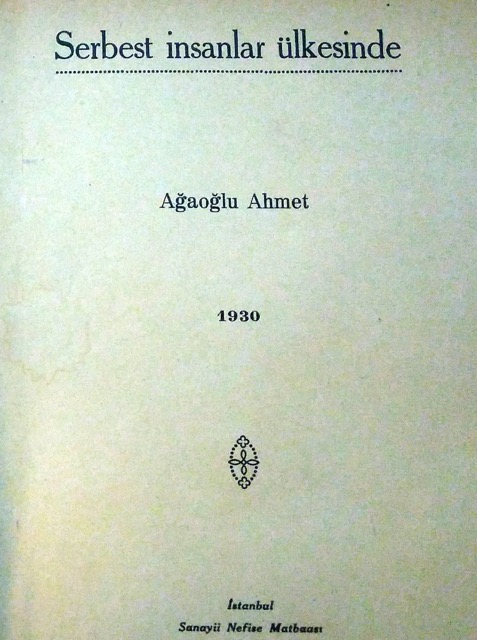 Serbest insanlar ülkesinde
Ağaoğlu Ahmet
1930
İstanbul
Sanayii Nefise Matbaası